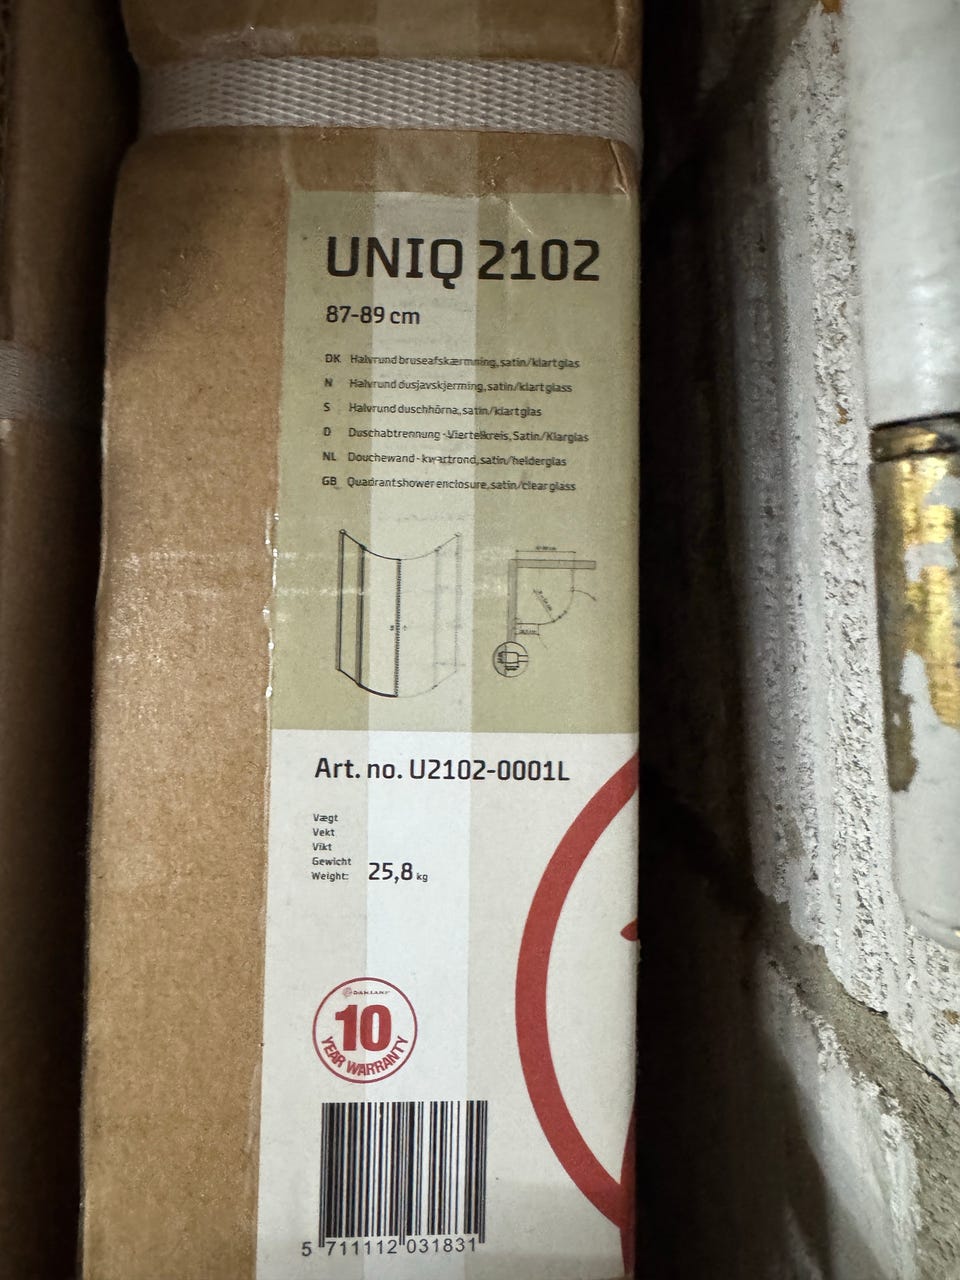 UNIQ 2102
87-89 cm
DK Halvrund bruseafskærmning, satin/klart glas
N Halvrund dusjavskjerming, satin/klart glass
S Halvrund duschhörna, satin/klart glas
D Duschabtrennung - Viertelkreis, Satin/Klarglas
NL Douchewand - kwartrond, satin/helderglas
GB Quadrant shower enclosure, satin/clear glass
Art. no. U2102-0001L
Vægt
Vekt
Vikt
Gewicht
Weight: 25,8 kg
10
YEAR WARRANTY
5 711112 031831